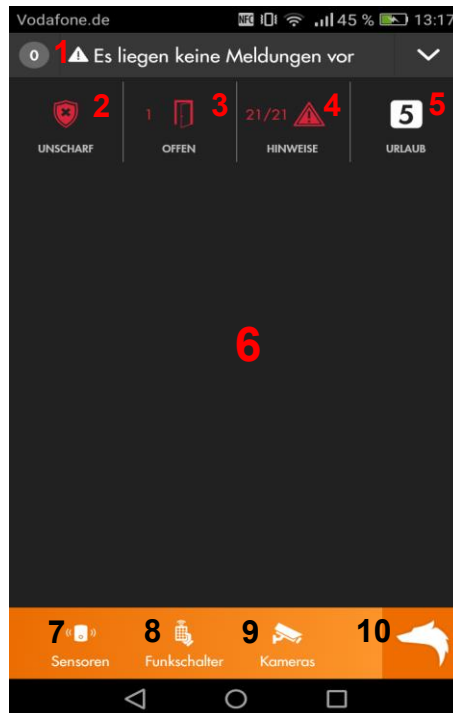 Vodafone.de NFC 45 % 13:17
0 1 Es liegen keine Meldungen vor
2 1 3 21/21 4 5 5
UNSCHARF OFFEN HINWEISE URLAUB
6
7 8 9 10
Sensoren Funkschalter Kameras